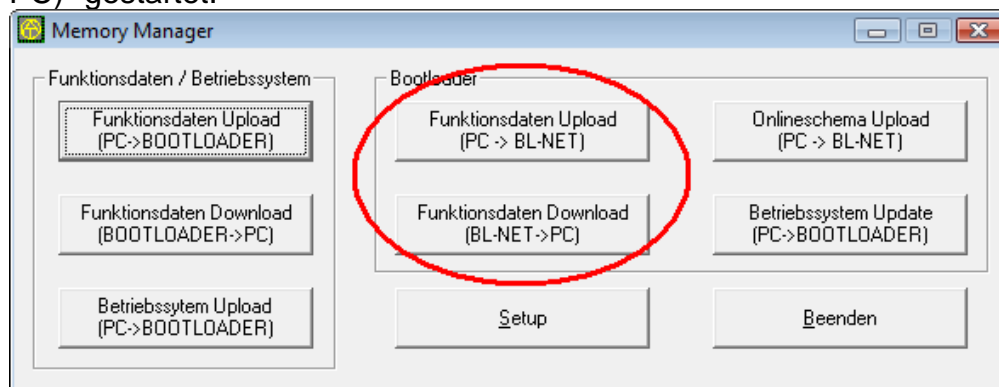 PC)" gestartet.
Memory Manager
Funktionsdaten / Betriebssystem
Funktionsdaten Upload
(PC->BOOTLOADER)
Funktionsdaten Download
(BOOTLOADER->PC)
Betriebssytem Upload
(PC->BOOTLOADER)
Bootloader
Funktionsdaten Upload
(PC -> BL-NET)
Onlineschema Upload
(PC -> BL-NET)
Funktionsdaten Download
(BL-NET->PC)
Betriebssystem Update
(PC->BOOTLOADER)
Setup
Beenden